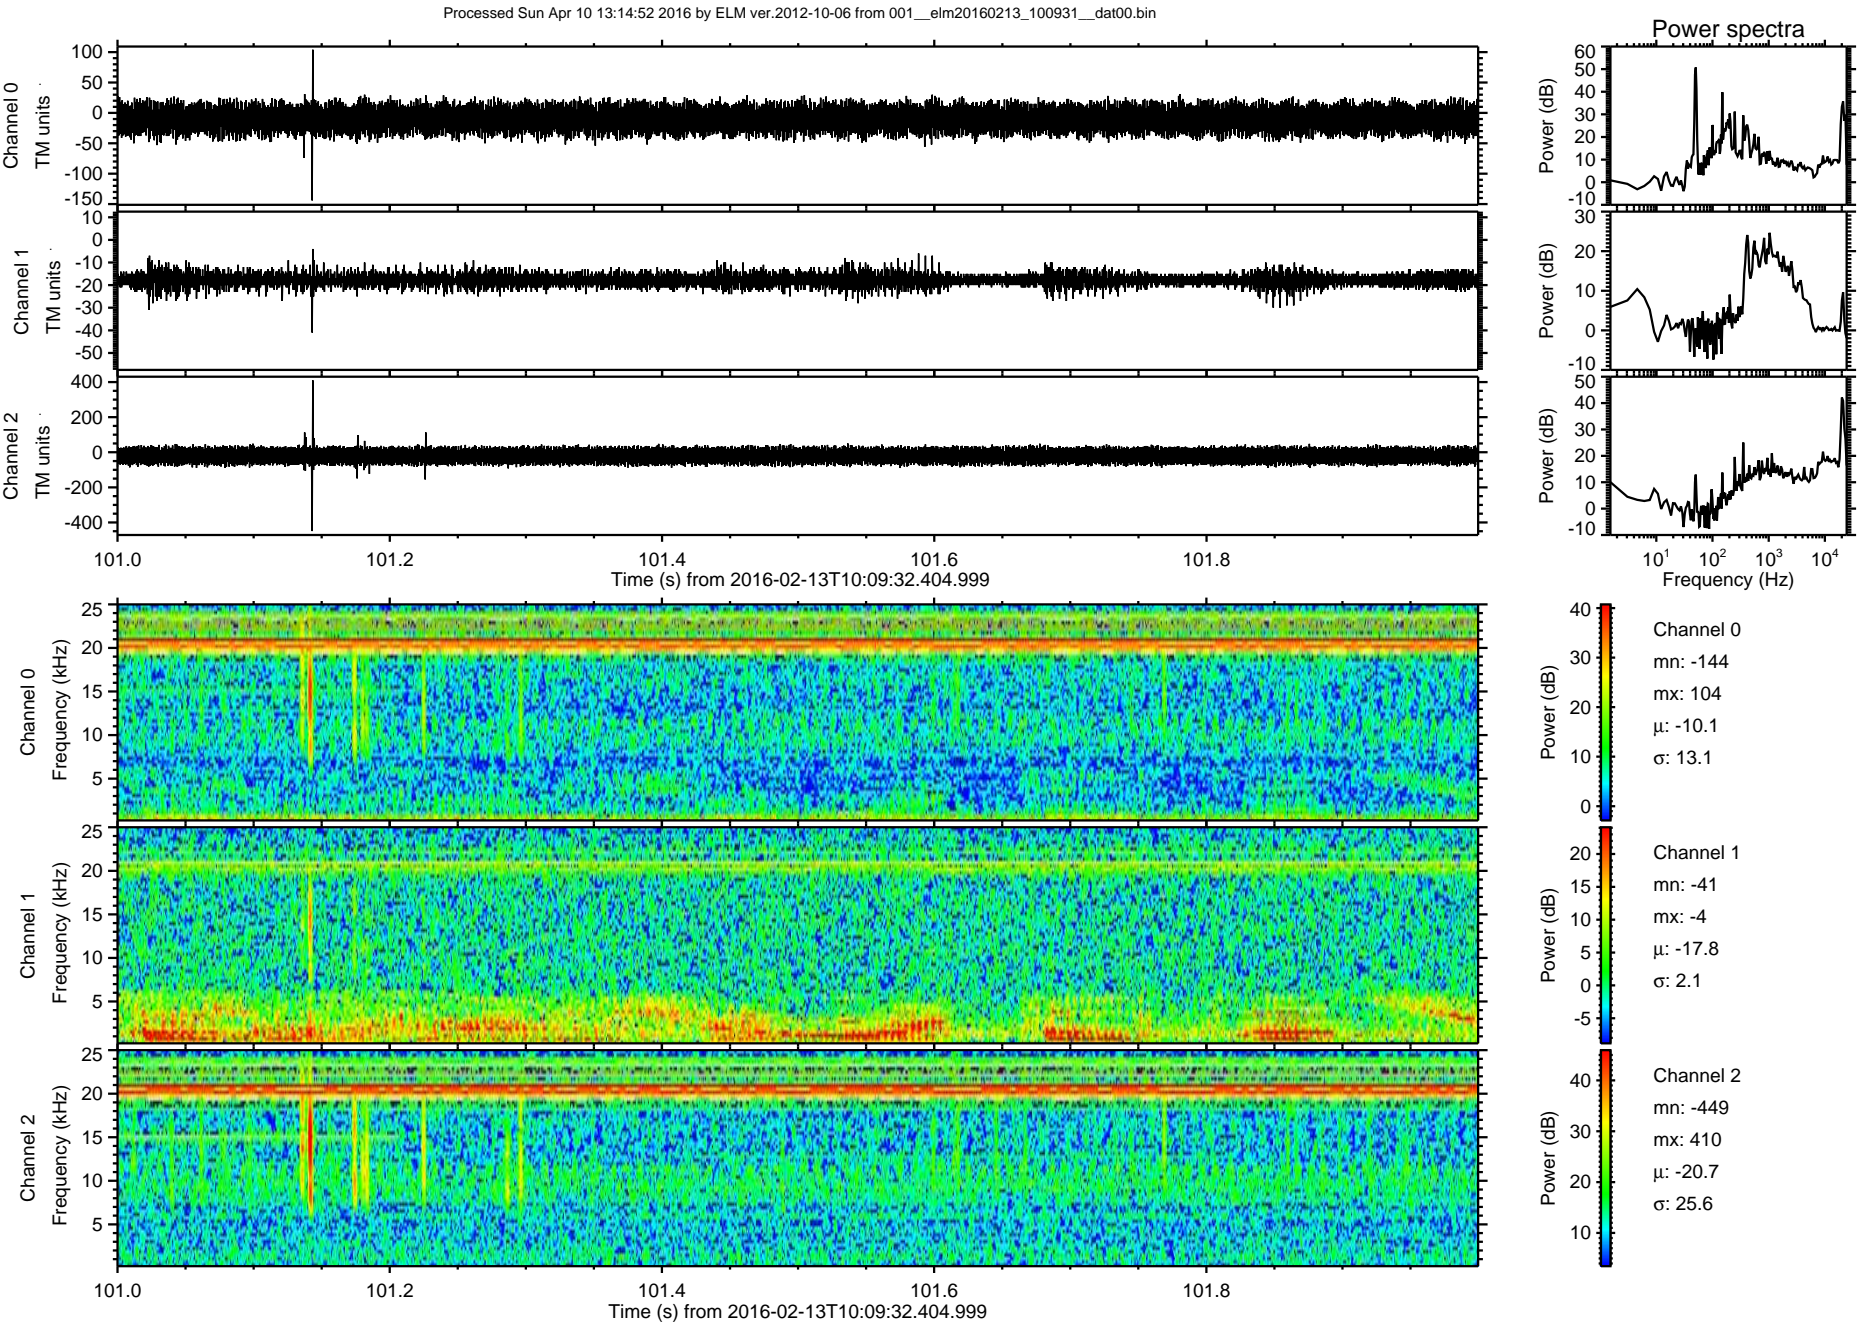 Processed Sun Apr 10 13:14:52 2016 by ELM ver.2012-10-06 from 001__elm20160213_100931__dat00.bin
Power spectra
Channel 0
TM units
100
50
0
-50
-100
-150
Power (dB)
60
50
40
30
20
10
0
-10
Channel 1
TM units
10
0
-10
-20
-30
-40
-50
Power (dB)
30
20
10
0
-10
Channel 2
TM units
400
200
0
-200
-400
Power (dB)
50
40
30
20
10
0
-10
101.0 101.2 101.4 101.6 101.8
Time (s) from 2016-02-13T10:09:32.404.999
10¹ 10² 10³ 10⁴
Frequency (Hz)
Channel 0
Frequency (kHz)
25
20
15
10
5
Power (dB)
40
30
20
10
0
Channel 0
mn: -144
mx: 104
μ: -10.1
σ: 13.1
Channel 1
Frequency (kHz)
25
20
15
10
5
Power (dB)
20
15
10
5
0
-5
Channel 1
mn: -41
mx: -4
μ: -17.8
σ: 2.1
Channel 2
Frequency (kHz)
25
20
15
10
5
Power (dB)
40
30
20
10
Channel 2
mn: -449
mx: 410
μ: -20.7
σ: 25.6
101.0 101.2 101.4 101.6 101.8
Time (s) from 2016-02-13T10:09:32.404.999